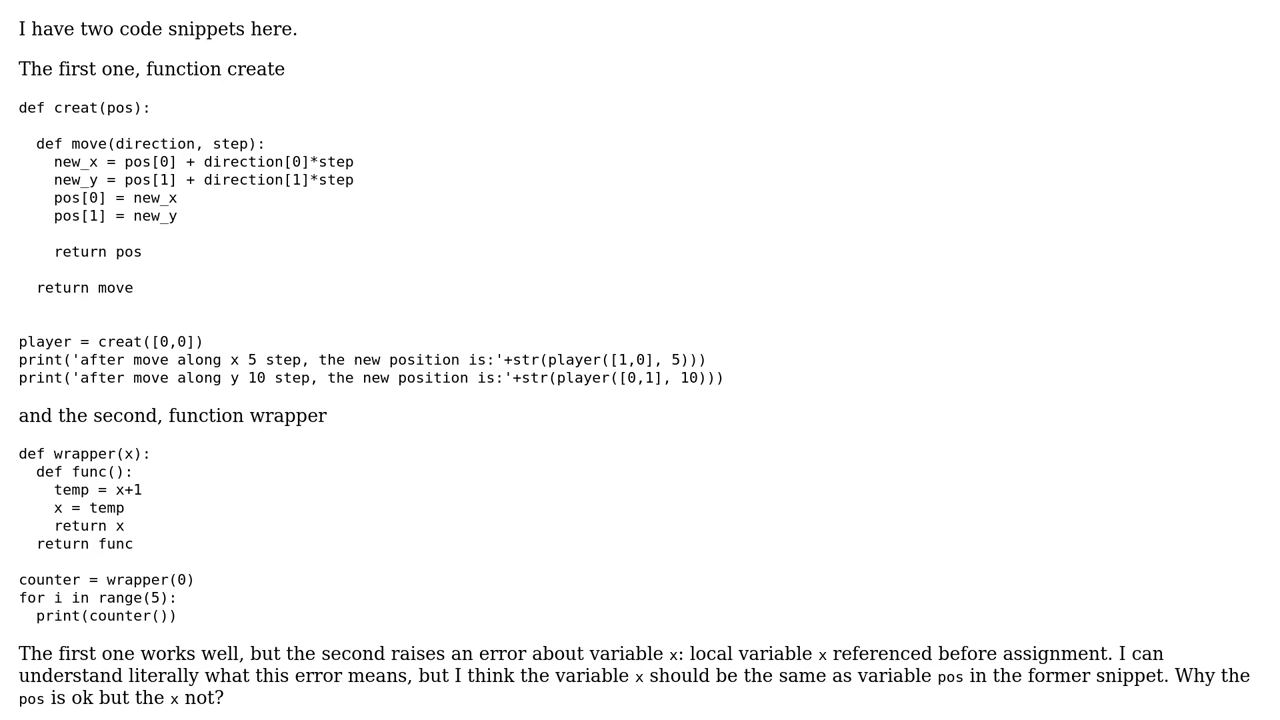 I have two code snippets here.
The first one, function create
def creat(pos):
  def move(direction, step):
    new_x = pos[0] + direction[0]*step
    new_y = pos[1] + direction[1]*step
    pos[0] = new_x
    pos[1] = new_y
    return pos
  return move
player = creat([0,0])
print('after move along x 5 step, the new position is:'+str(player([1,0], 5)))
print('after move along y 10 step, the new position is:'+str(player([0,1], 10)))
and the second, function wrapper
def wrapper(x):
  def func():
    temp = x+1
    x = temp
    return x
  return func
counter = wrapper(0)
for i in range(5):
  print(counter())
The first one works well, but the second raises an error about variable x: local variable x referenced before assignment. I can
understand literally what this error means, but I think the variable x should be the same as variable pos in the former snippet. Why the
pos is ok but the x not?